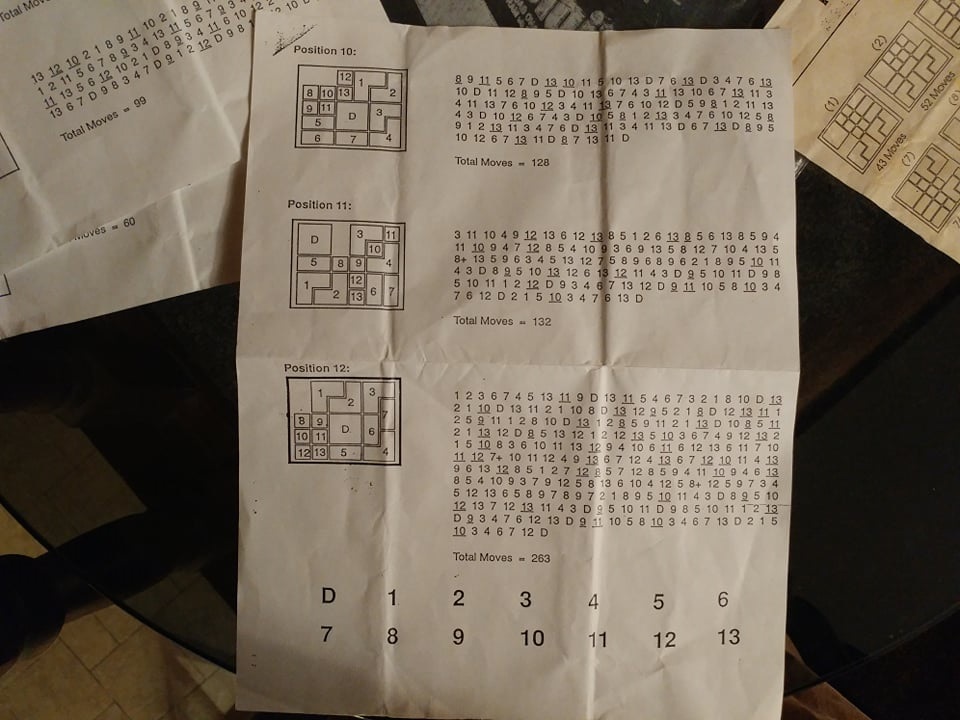 Total Moves
13 12 10 2 1 8 9 11 10 2 1 8 9
Total Moves = 99
Moves = 60
Position 10:
12 1 2
8 10 13
9 11 D 3
5
6 7 4
8 9 11 5 6 7 D 13 10 11 5 10 13 D 7 6 13 D 3 4 7 6 13
10 D 11 12 8 9 5 D 10 13 6 7 4 3 11 13 10 6 7 13 11 3
4 11 13 7 6 10 12 3 4 11 13 7 6 10 12 D 5 9 8 1 2 11 13
4 3 D 10 12 6 7 13 4 3 D 10 5 8 1 2 13 3 4 7 6 10 12 5 8
9 1 2 13 11 3 4 7 6 D 13 11 3 4 11 13 D 6 7 13 D 8 9 5
10 12 6 7 13 11 D 8 7 13 11 D
Total Moves = 128
Position 11:
D 3 11
10
5 8 9 4
1 2 12 6 7
13
3 11 10 4 9 12 13 6 12 13 8 5 1 2 6 13 8 5 6 13 8 5 9 4
11 10 9 4 7 12 8 5 4 10 9 3 6 9 13 5 8 12 7 10 4 13 5
8+ 13 5 9 6 3 4 5 13 12 7 5 8 9 6 8 9 6 2 1 8 9 5 10 11
4 3 D 8 9 5 10 13 12 6 13 12 11 4 3 D 9 5 10 11 D 9 8
5 10 11 1 2 12 D 9 3 4 6 7 13 12 D 9 11 10 5 8 10 3 4
7 6 12 D 2 1 5 10 3 4 7 6 13 D
Total Moves = 132
Position 12:
1 2 3
7
8 9 D 6
10 11
12 13 5 4
1 2 3 6 7 4 5 13 11 9 D 13 11 5 4 6 7 3 2 1 8 10 D 13
2 1 10 D 13 11 2 1 10 8 D 13 12 9 5 2 1 8 D 12 13 11 1
2 5 9 11 1 2 8 10 D 13 1 2 8 5 9 11 2 1 13 D 10 8 5 11
2 1 13 12 D 8 5 13 12 1 2 12 13 5 10 3 6 7 4 9 12 13 2
1 5 10 8 3 6 10 11 13 12 9 4 10 6 11 6 12 13 6 11 7 10
11 12 7+ 10 11 12 4 9 13 6 7 12 4 13 6 7 12 10 11 4 13
9 6 13 12 8 5 1 2 7 12 8 5 7 12 8 5 9 4 11 10 9 4 6 13
8 5 4 10 9 3 7 9 12 5 8 13 6 10 4 12 5 8+ 12 5 9 7 3 4
5 12 13 6 5 8 9 7 8 9 7 2 1 8 9 5 10 11 4 3 D 8 9 5 10
12 13 7 12 13 11 4 3 D 9 5 10 11 D 9 8 5 10 11 1 2 13
D 9 3 4 7 6 12 13 D 9 11 10 5 8 10 3 4 6 7 13 D 2 1 5
10 3 4 6 7 12 D
Total Moves = 263
D 1 2 3 4 5 6
7 8 9 10 11 12 13
(2)
52 Moves
(1)
43 Moves
(7)